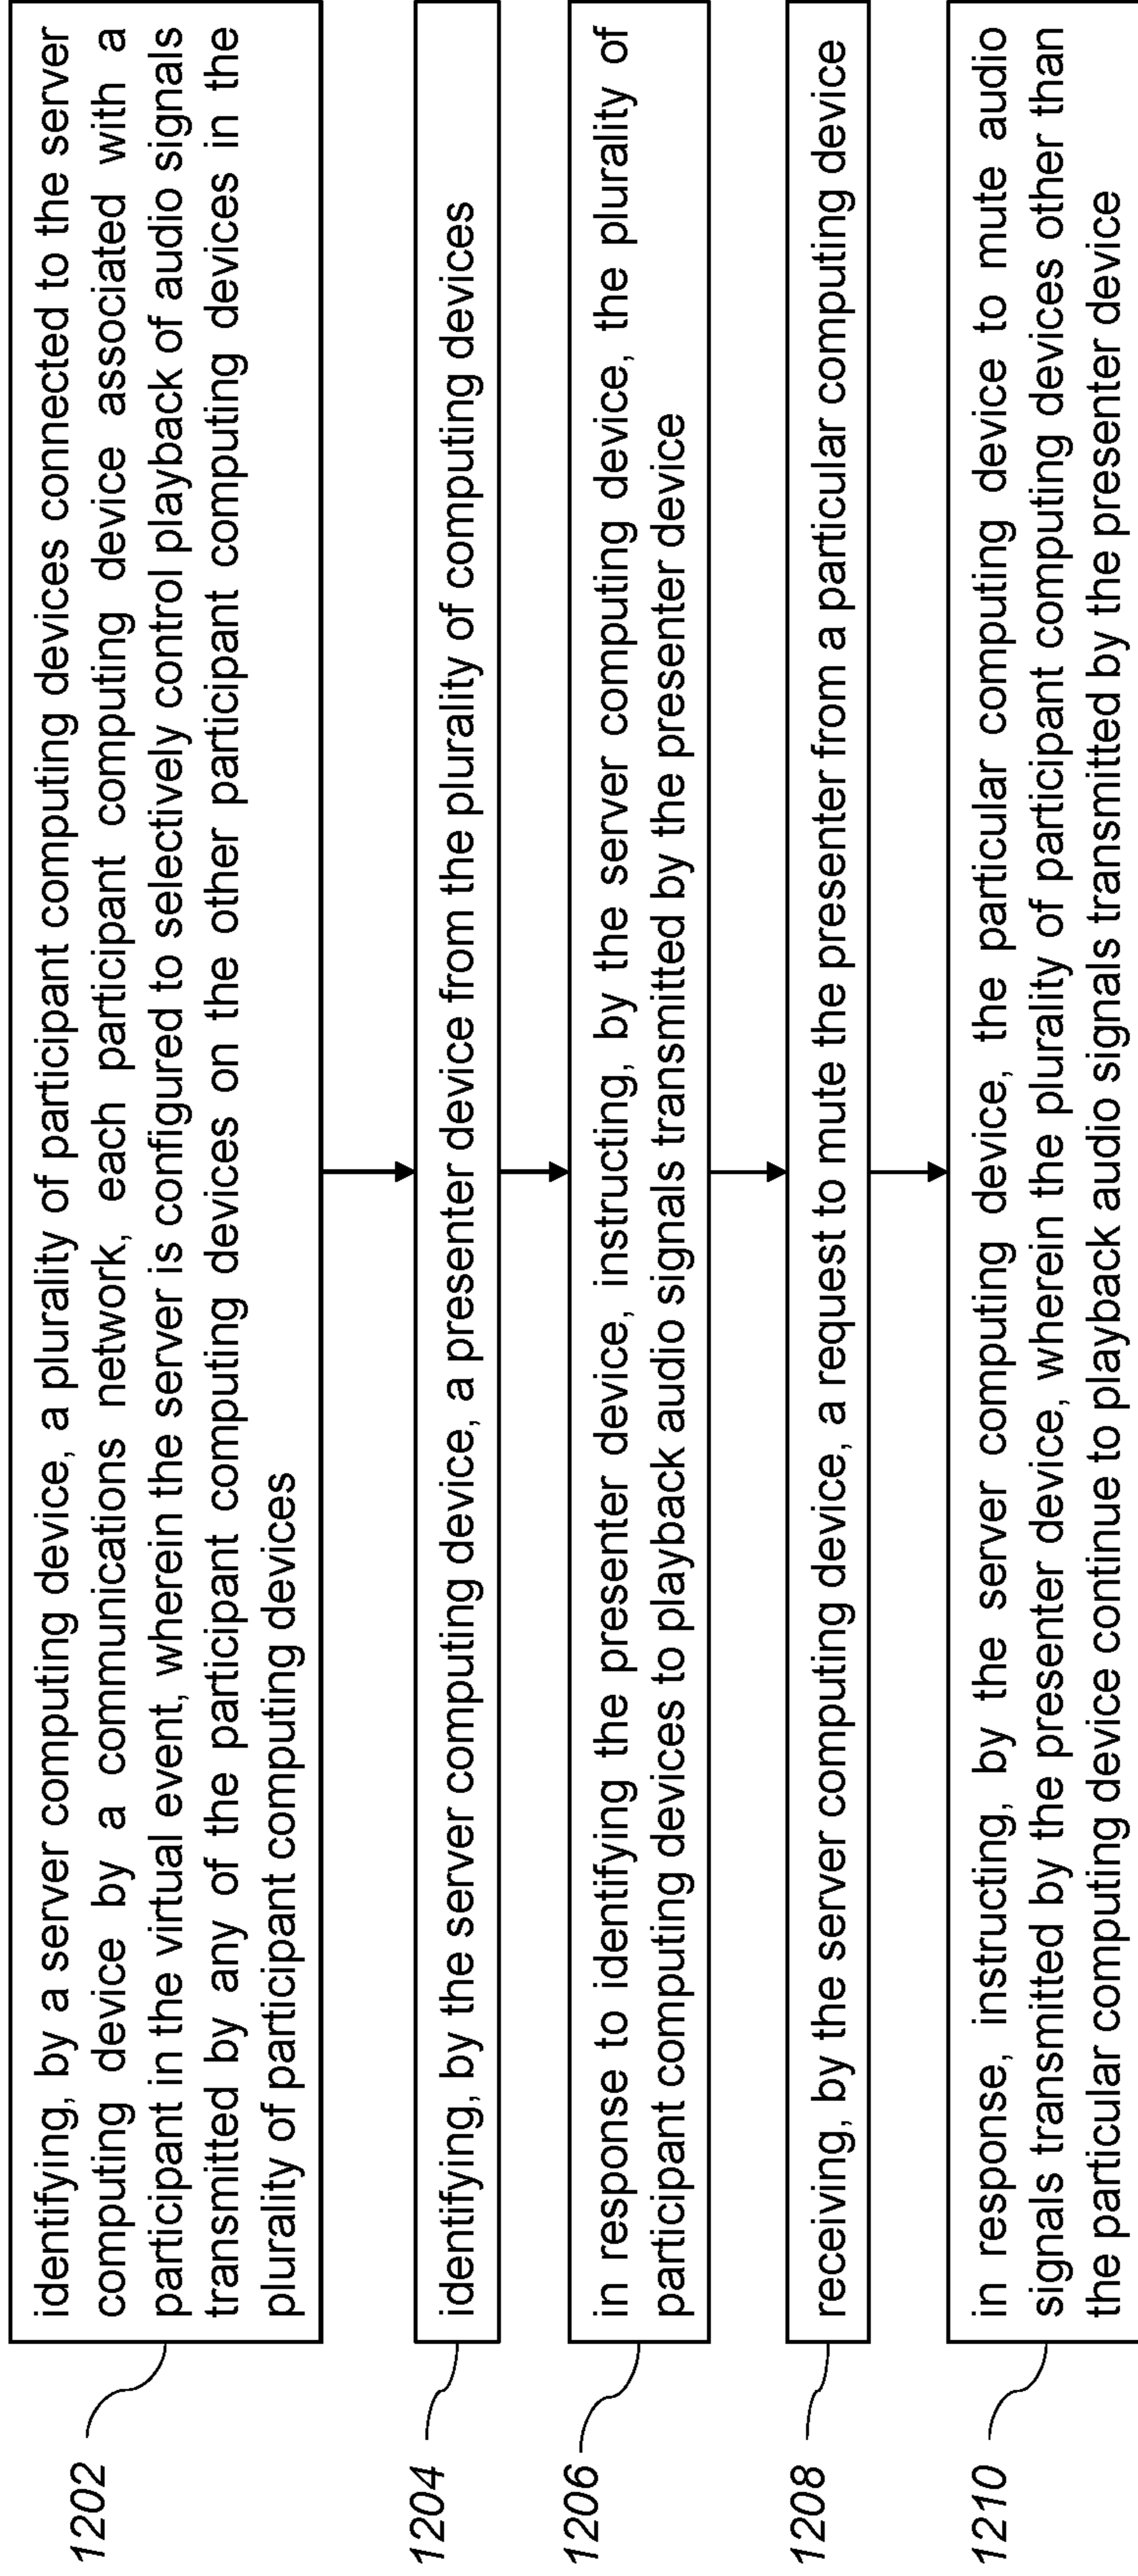 1202
identifying, by a server computing device, a plurality of participant computing devices connected to the server
computing device by a communications network, each participant computing device associated with a
participant in the virtual event, wherein the server is configured to selectively control playback of audio signals
transmitted by any of the participant computing devices on the other participant computing devices in the
plurality of participant computing devices
1204
identifying, by the server computing device, a presenter device from the plurality of computing devices
1206
in response to identifying the presenter device, instructing, by the server computing device, the plurality of
participant computing devices to playback audio signals transmitted by the presenter device
1208
receiving, by the server computing device, a request to mute the presenter from a particular computing device
1210
in response, instructing, by the server computing device, the particular computing device to mute audio
signals transmitted by the presenter device, wherein the plurality of participant computing devices other than
the particular computing device continue to playback audio signals transmitted by the presenter device